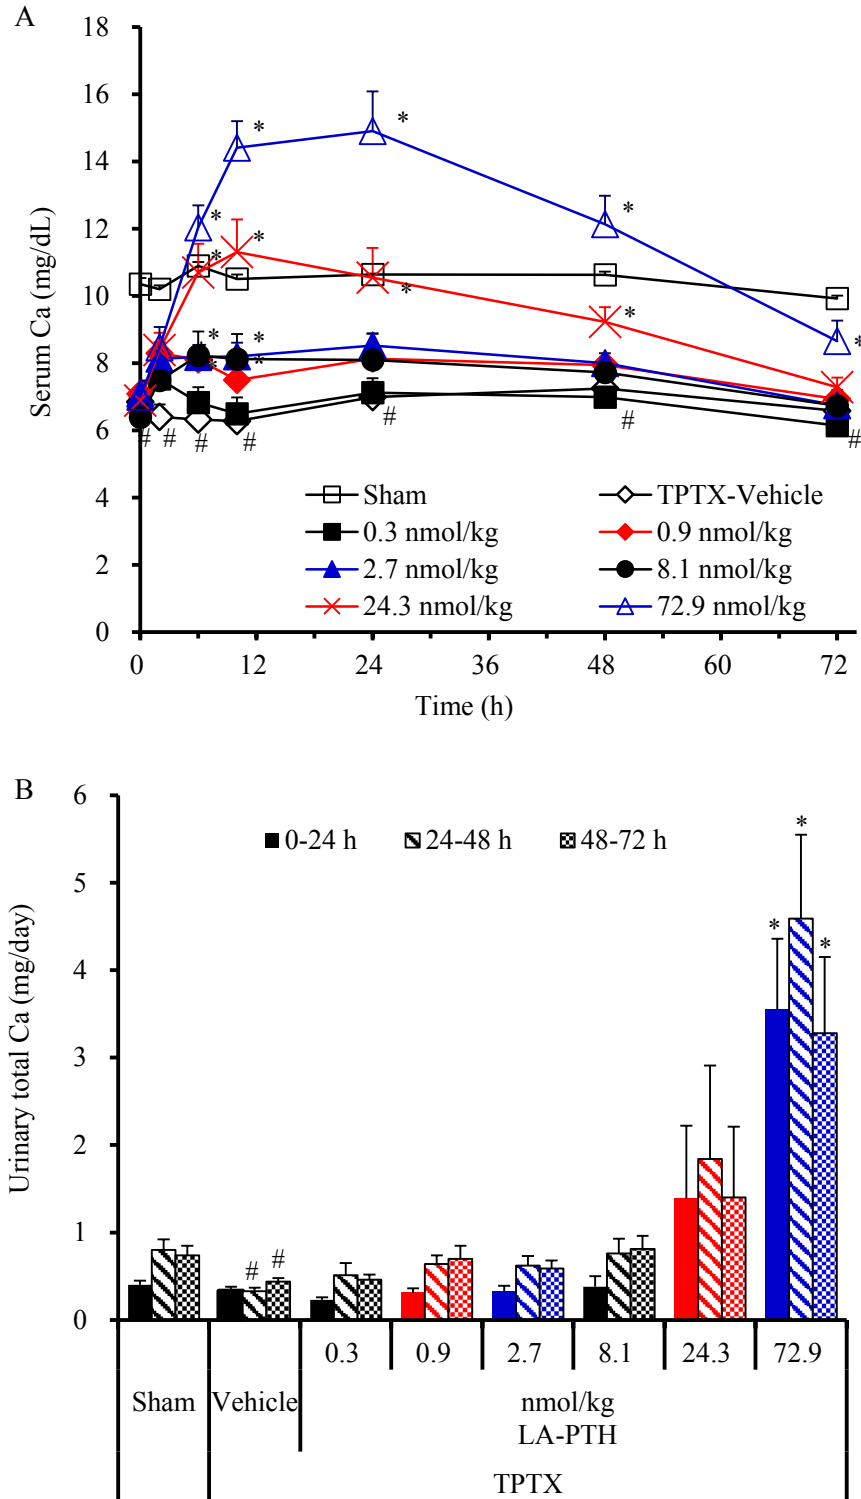 A
18
16
14
12
10
8
6
4
2
0
Serum Ca (mg/dL)
* * * * * * * * * * * * *
# # # # # # #
Sham TPTX-Vehicle
0.3 nmol/kg 0.9 nmol/kg
2.7 nmol/kg 8.1 nmol/kg
24.3 nmol/kg 72.9 nmol/kg
0 12 24 36 48 60 72
Time (h)
B
6
5
4
3
2
1
0
Urinary total Ca (mg/day)
0-24 h 24-48 h 48-72 h
* * *
# #
0.3 0.9 2.7 8.1 24.3 72.9
Sham Vehicle nmol/kg
LA-PTH
TPTX